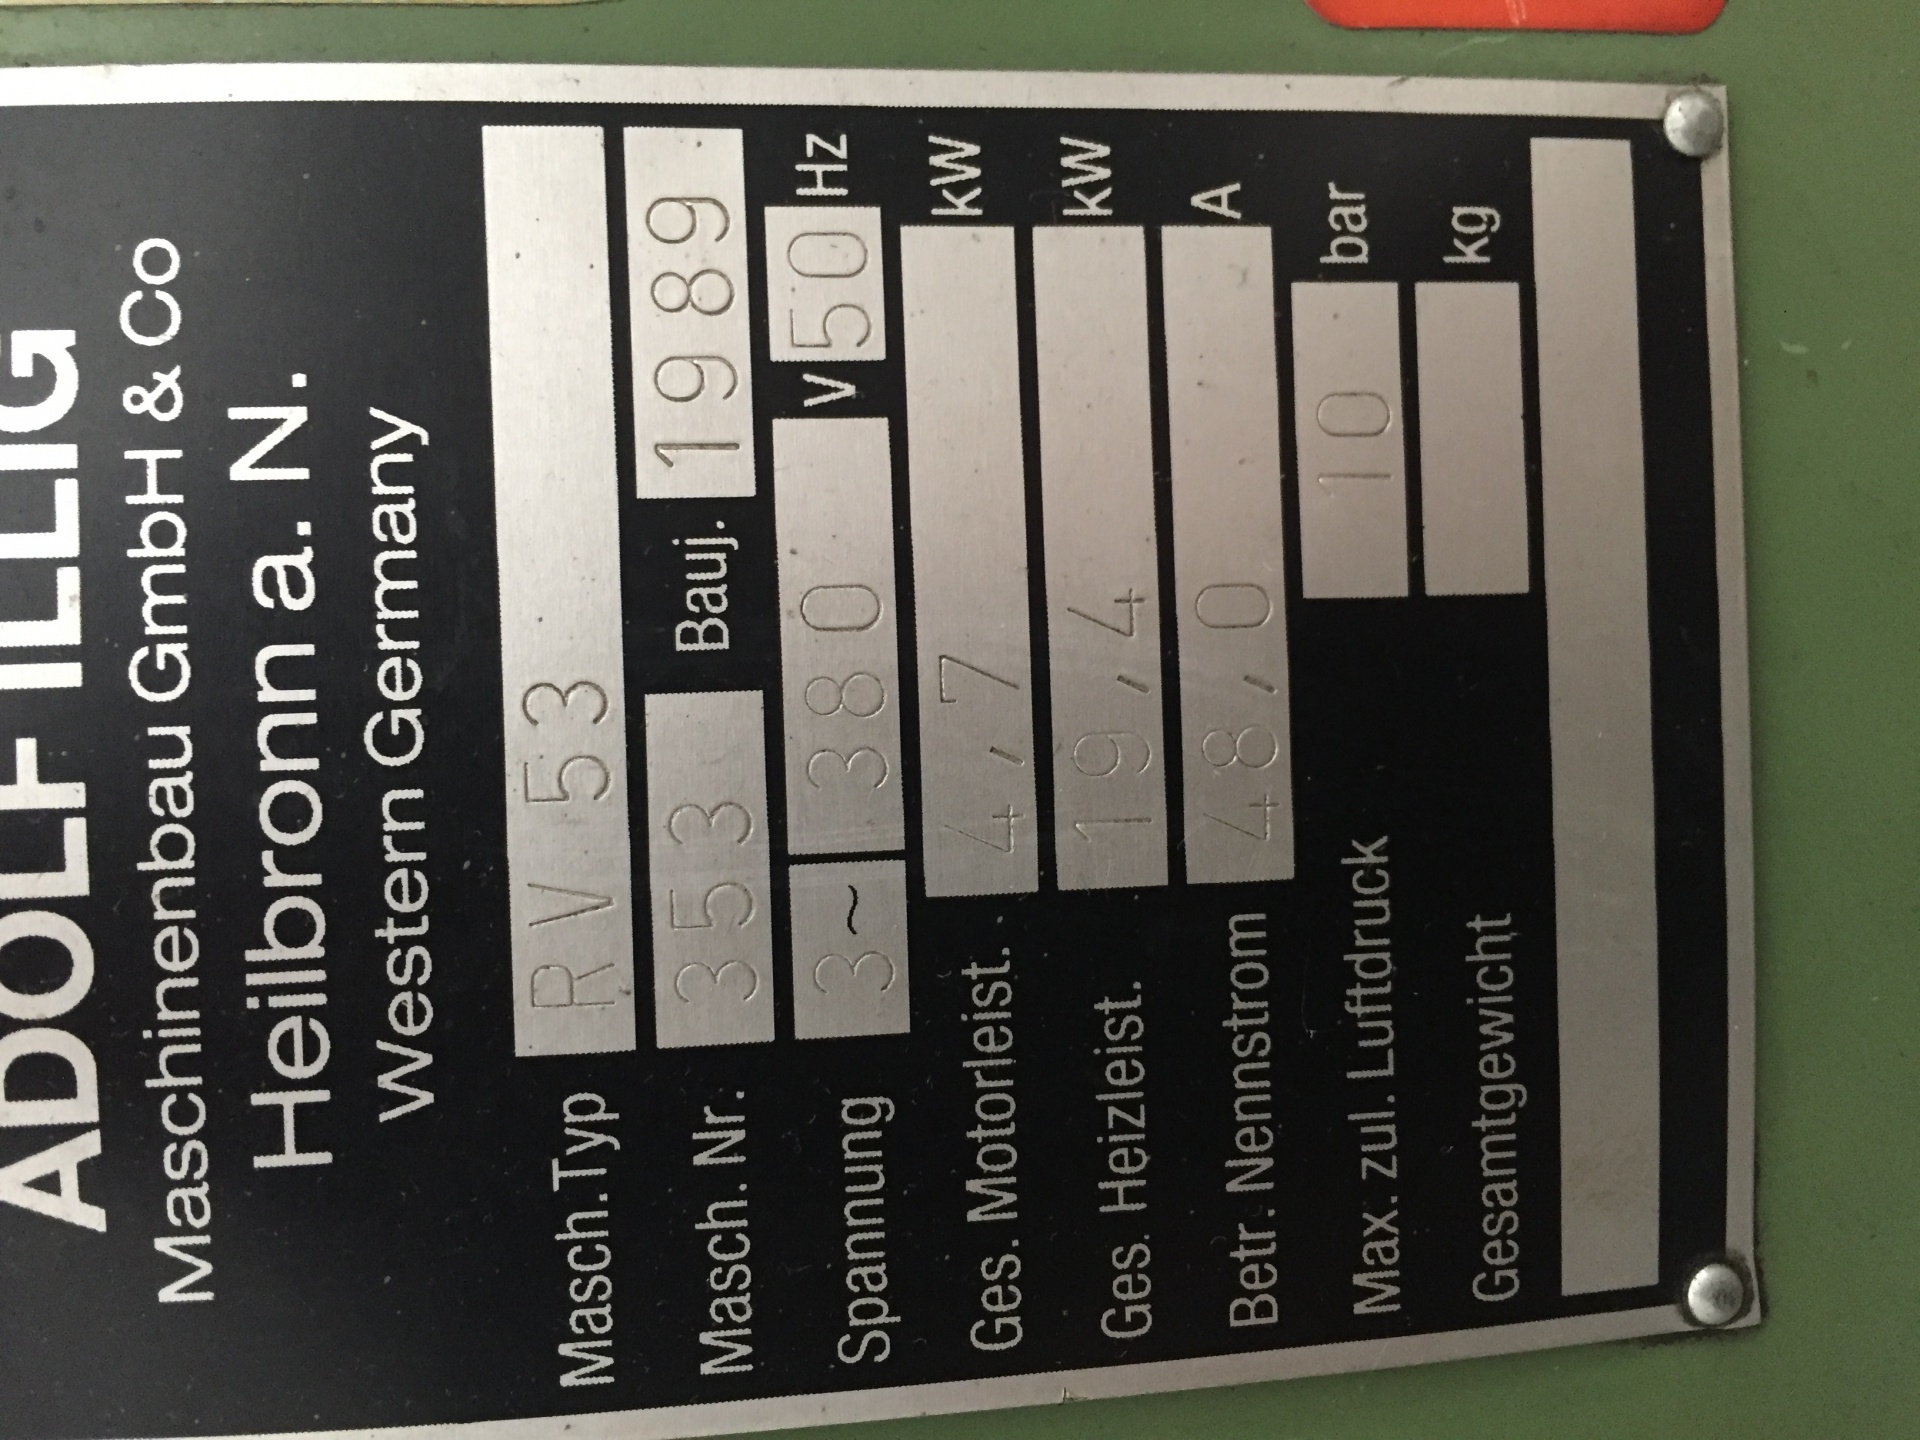 ADOLF ILLIG
Maschinenbau GmbH & Co
Heilbronn a. N.
Western Germany
Masch.Typ RV 53
Masch. Nr. 353 Bauj. 1989
Spannung 3~ 380 V 50 Hz
Ges. Motorleist. 4,7 kW
Ges. Heizleist. 19,4 kW
Betr. Nennstrom 48,0 A
Max. zul. Luftdruck 10 bar
Gesamtgewicht kg